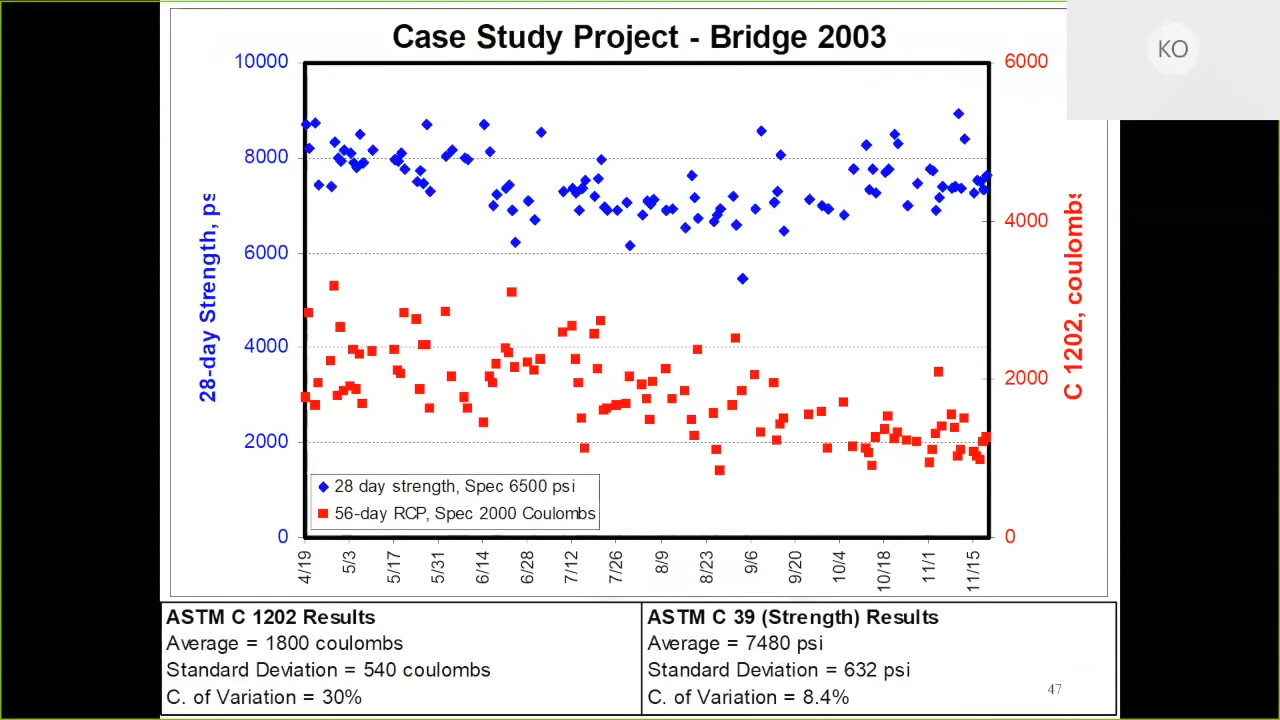 Case Study Project - Bridge 2003
KO
10000
8000
6000
4000
2000
0
6000
4000
2000
0
28-day Strength, ps
C 1202, coulombs
28 day strength, Spec 6500 psi
56-day RCP, Spec 2000 Coulombs
4/19
5/3
5/17
5/31
6/14
6/28
7/12
7/26
8/9
8/23
9/6
9/20
10/4
10/18
11/1
11/15
ASTM C 1202 Results
Average = 1800 coulombs
Standard Deviation = 540 coulombs
C. of Variation = 30%
ASTM C 39 (Strength) Results
Average = 7480 psi
Standard Deviation = 632 psi
C. of Variation = 8.4%
47